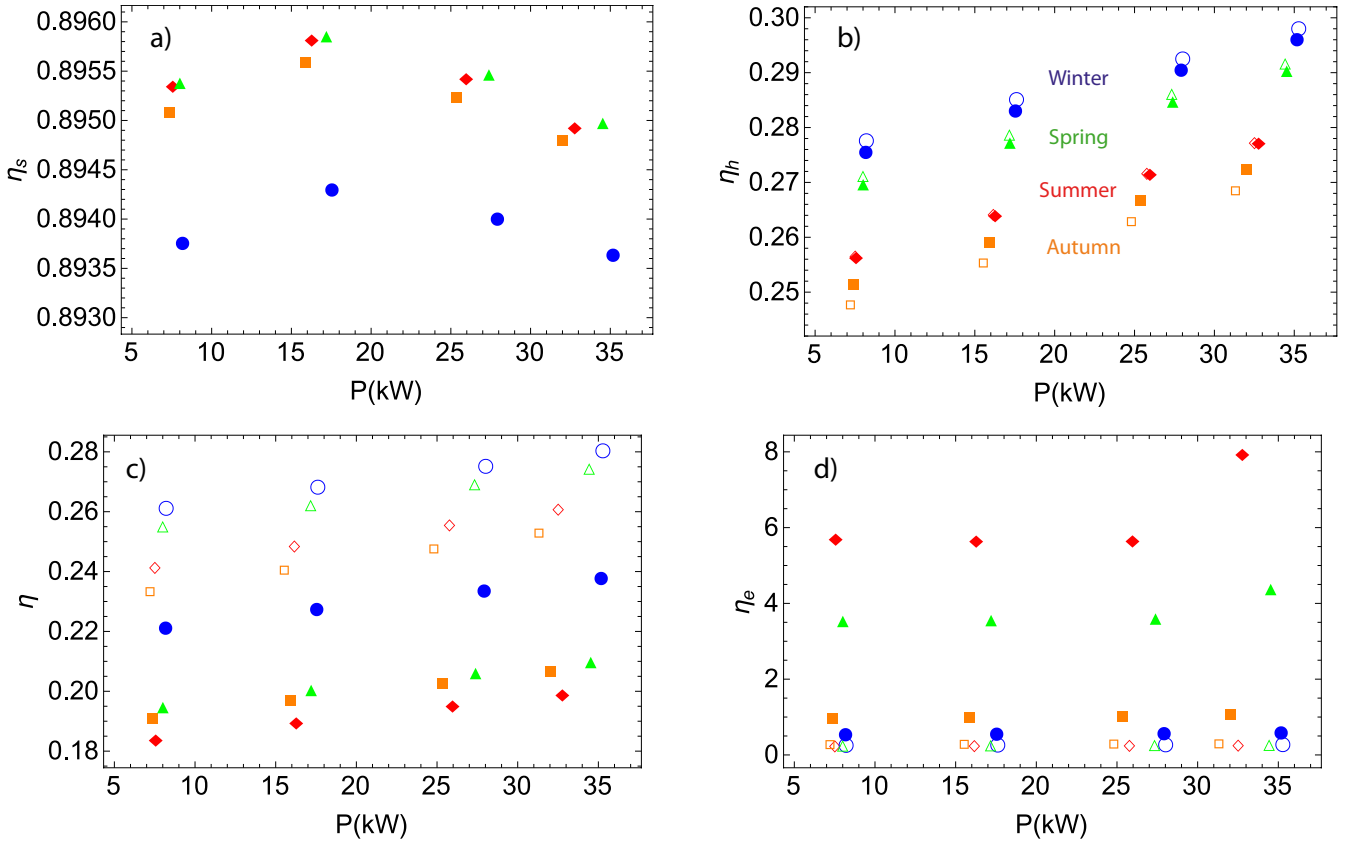 a)
0.8960
0.8955
0.8950
0.8945
0.8940
0.8935
0.8930
ηs
5 10 15 20 25 30 35
P(kW)
b)
0.30
0.29
0.28
0.27
0.26
0.25
ηh
Winter
Spring
Summer
Autumn
5 10 15 20 25 30 35
P(kW)
c)
0.28
0.26
0.24
0.22
0.20
0.18
η
5 10 15 20 25 30 35
P(kW)
d)
8
6
4
2
0
ηe
5 10 15 20 25 30 35
P(kW)